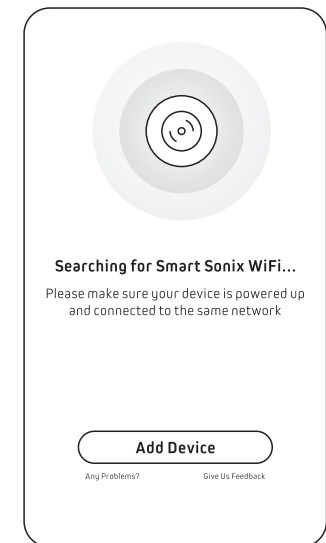 Searching for Smart Sonix WiFi...
Please make sure your device is powered up
and connected to the same network
Add Device
Any Problems?
Give Us Feedback